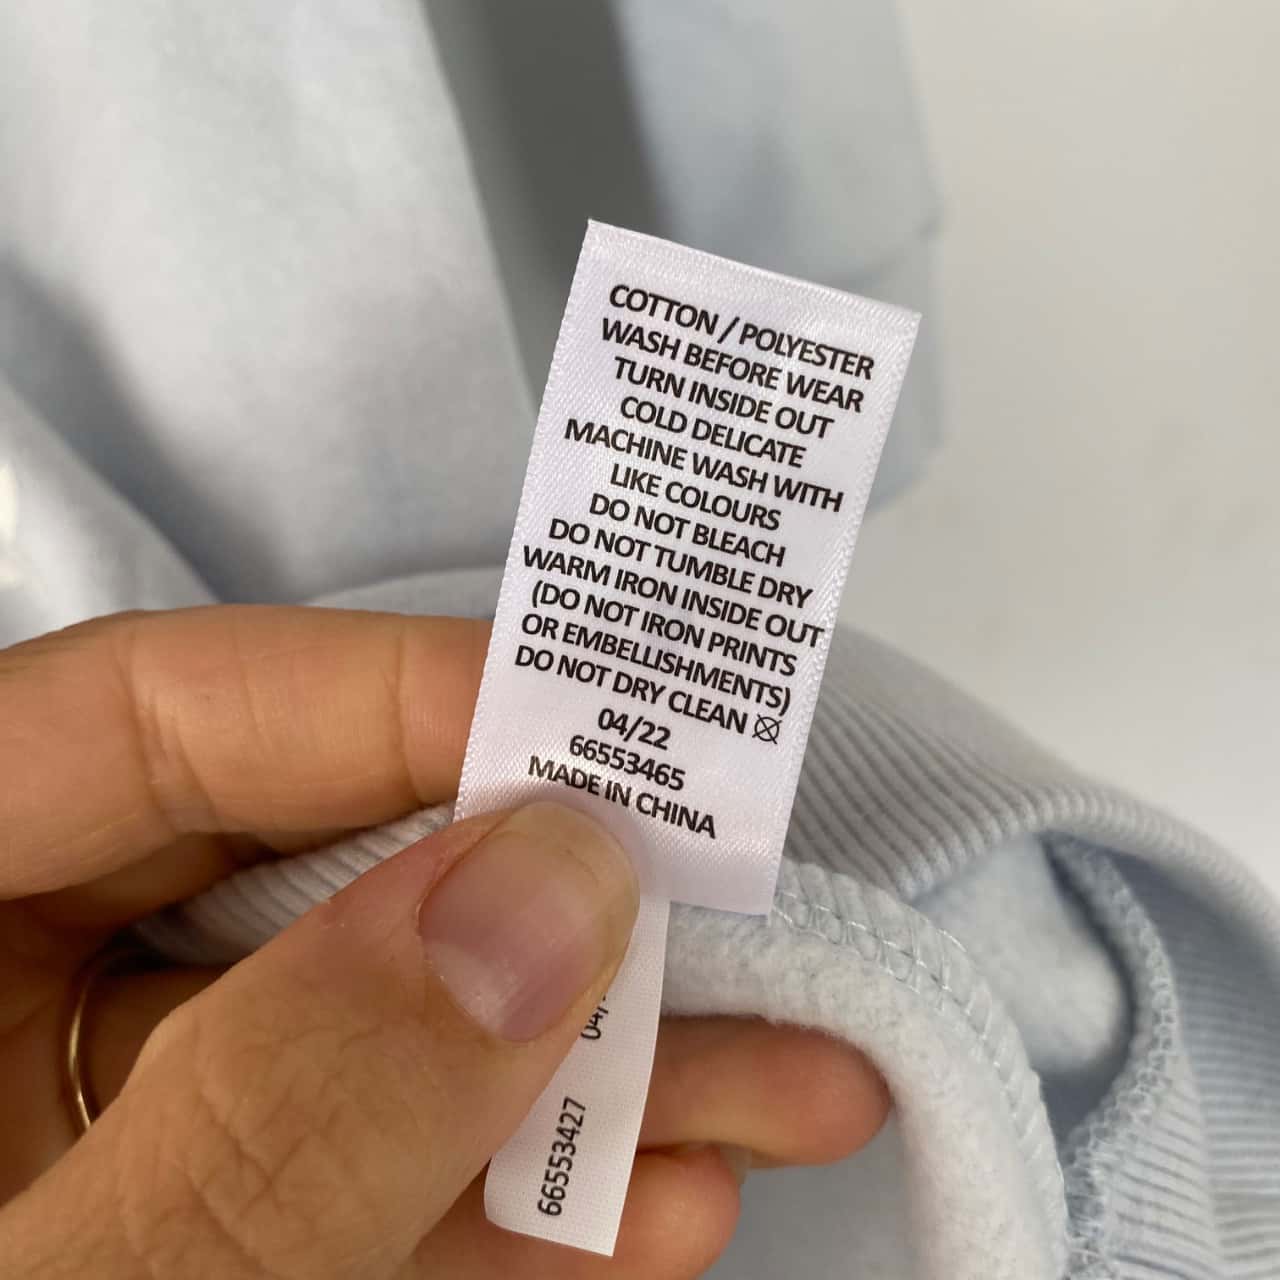 COTTON / POLYESTER
WASH BEFORE WEAR
TURN INSIDE OUT
COLD DELICATE
MACHINE WASH WITH
LIKE COLOURS
DO NOT BLEACH
DO NOT TUMBLE DRY
WARM IRON INSIDE OUT
(DO NOT IRON PRINTS
OR EMBELLISHMENTS)
DO NOT DRY CLEAN
04/22
66553465
MADE IN CHINA
66553427